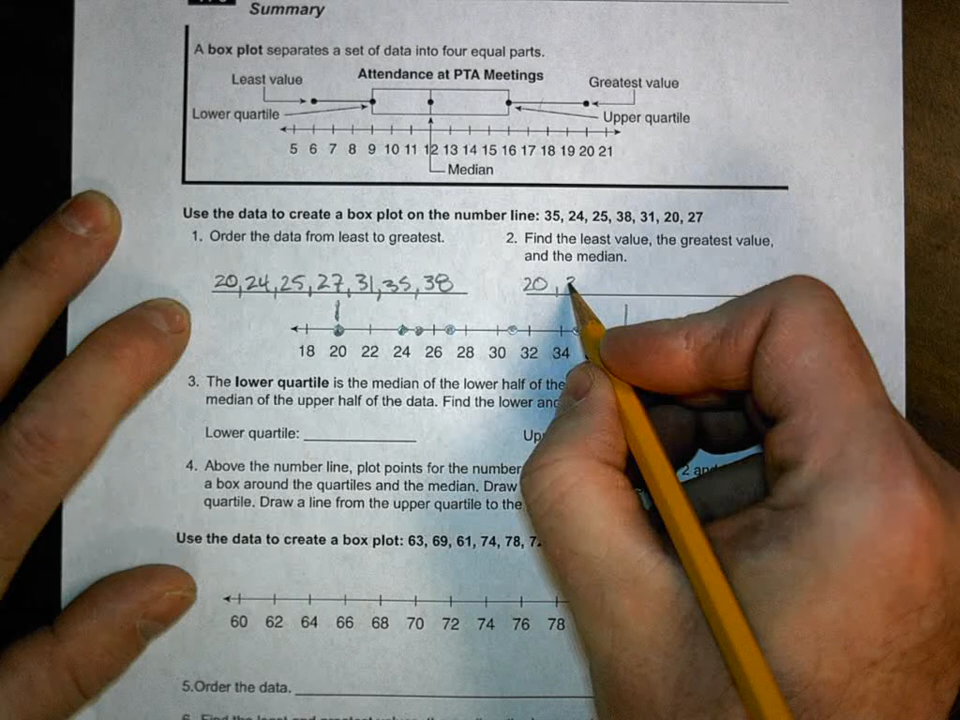 Summary
A box plot separates a set of data into four equal parts.
Least value
Attendance at PTA Meetings
Greatest value
Lower quartile
Upper quartile
5 6 7 8 9 10 11 12 13 14 15 16 17 18 19 20 21
Median
Use the data to create a box plot on the number line: 35, 24, 25, 38, 31, 20, 27
1. Order the data from least to greatest.
2. Find the least value, the greatest value,
and the median.
20,24,25,27,31,35,38
20,
18 20 22 24 26 28 30 32 34
3. The lower quartile is the median of the lower half of the
median of the upper half of the data. Find the lower and
Lower quartile:
4. Above the number line, plot points for the number
a box around the quartiles and the median. Draw
quartile. Draw a line from the upper quartile to the
Use the data to create a box plot: 63, 69, 61, 74, 78,
60 62 64 66 68 70 72 74 76 78
5.Order the data.